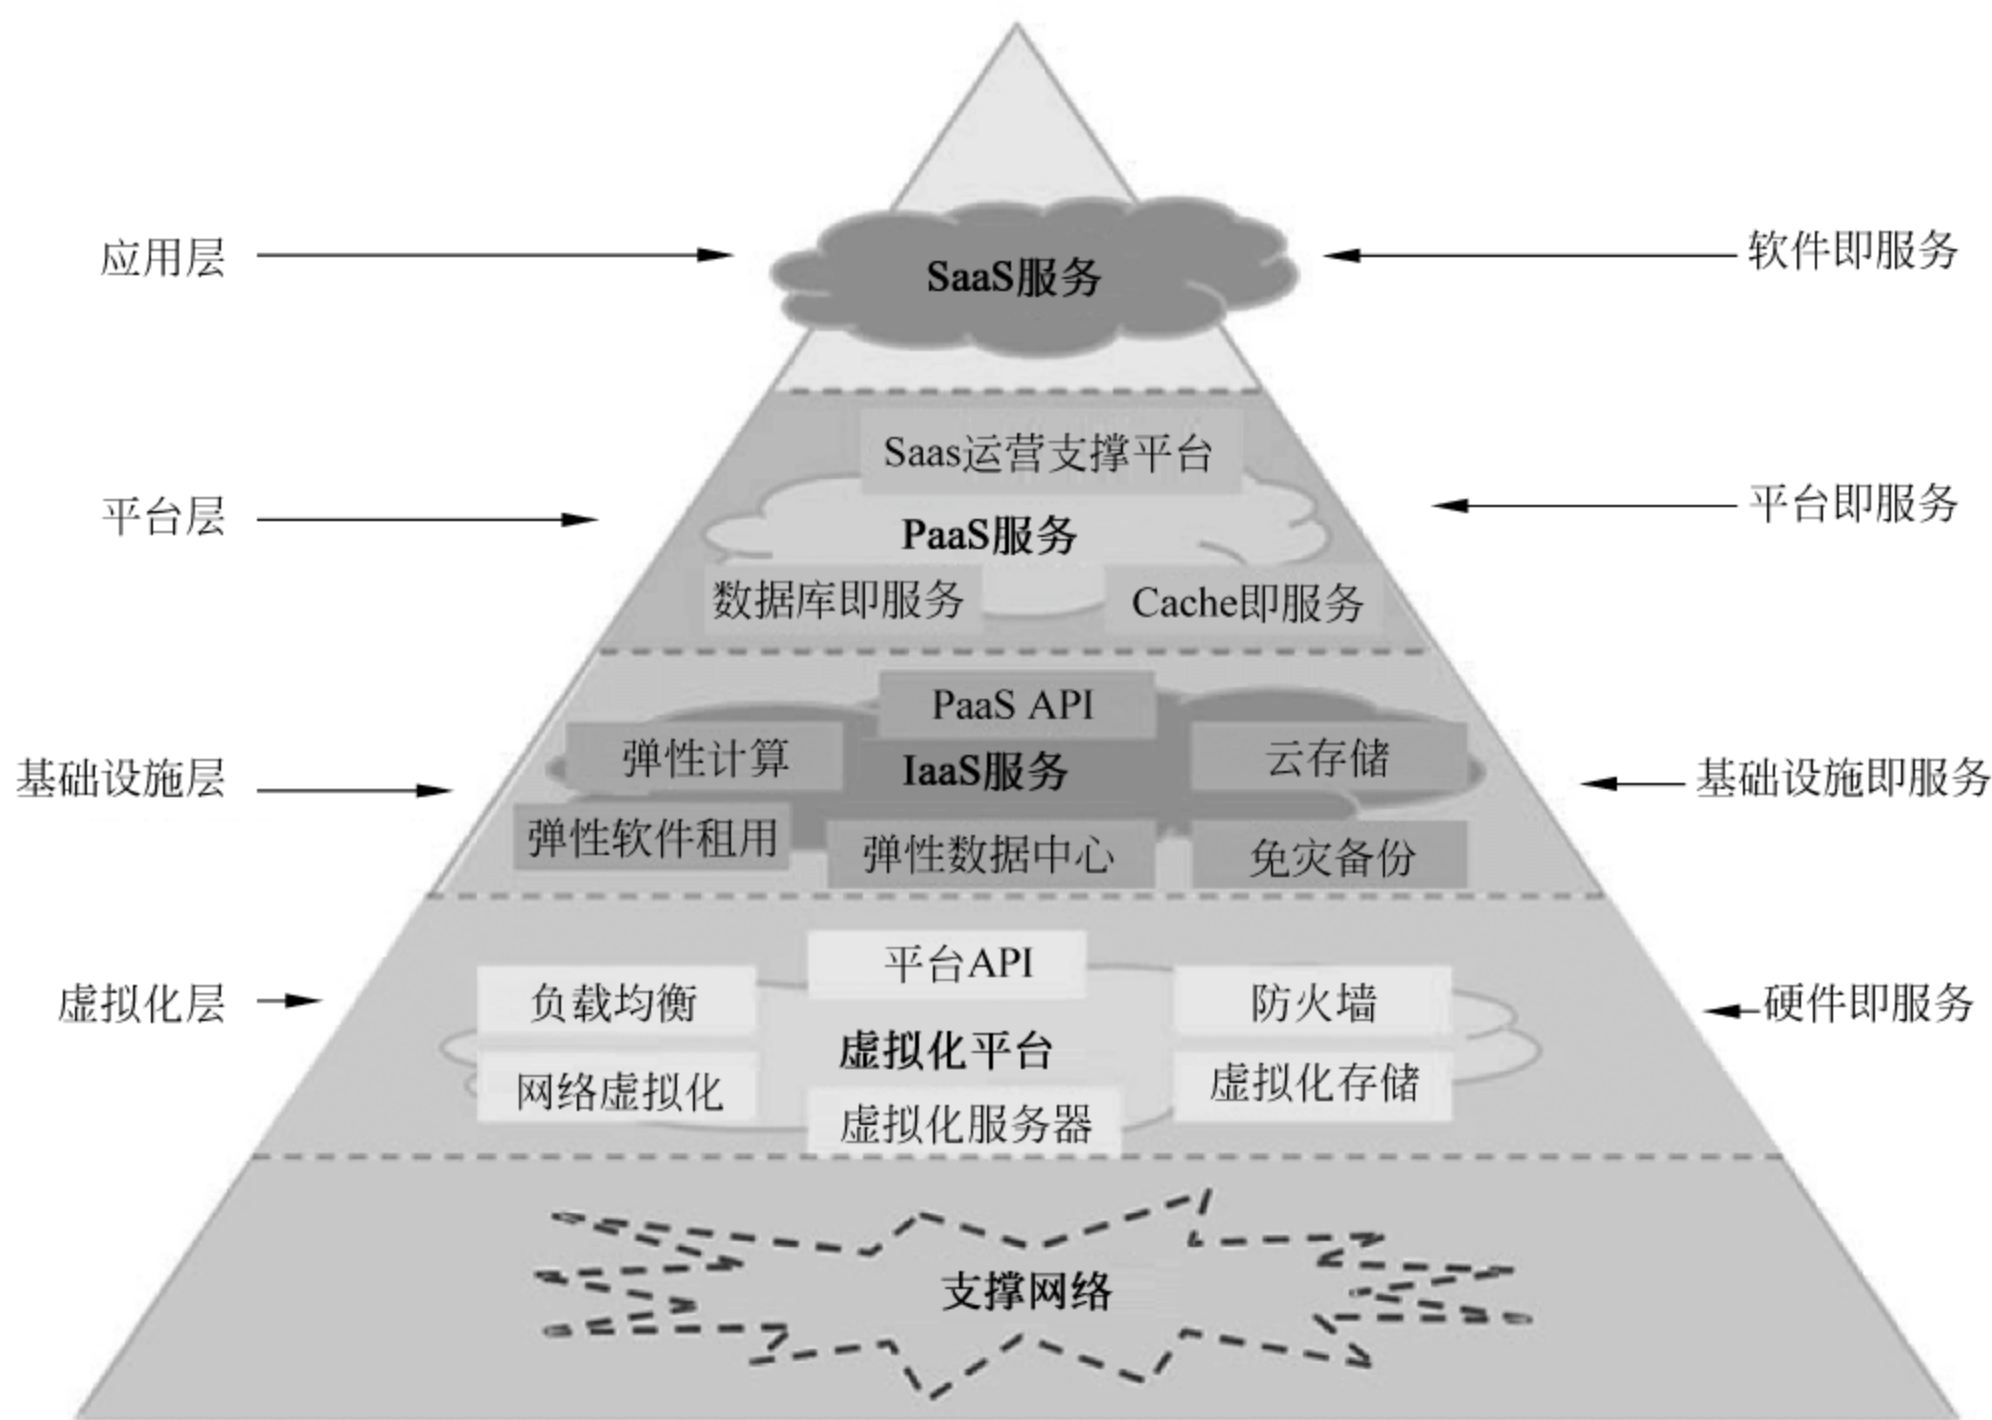 应用层
SaaS服务
软件即服务
Saas运营支撑平台
平台层
PaaS服务
平台即服务
数据库即服务
Cache即服务
PaaS API
弹性计算
IaaS服务
云存储
基础设施层
基础设施即服务
弹性软件租用
弹性数据中心
免灾备份
平台API
负载均衡
防火墙
虚拟化层
硬件即服务
虚拟化平台
网络虚拟化
虚拟化存储
虚拟化服务器
支撑网络